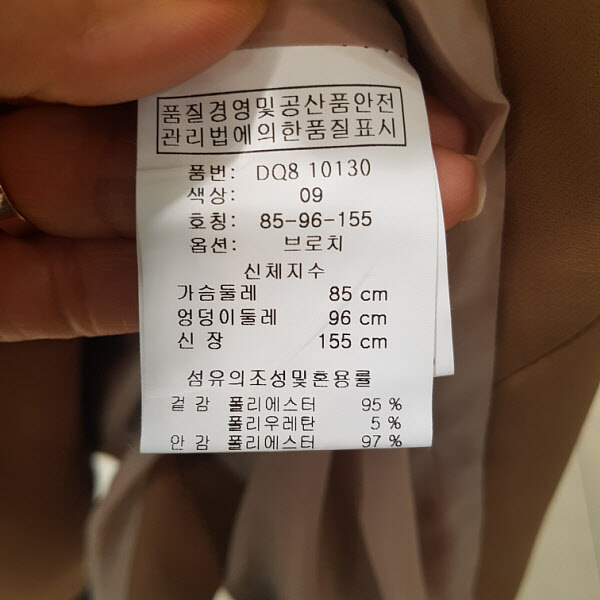 품질경영및공산품안전
관리법에의한품질표시
품번: DQ8 10130
색상: 09
호칭: 85-96-155
옵션: 브로치
신체지수
가슴둘레 85 cm
엉덩이둘레 96 cm
신 장 155 cm
섬유의조성및혼용률
겉 감 폴리에스터 95 %
폴리우레탄 5 %
안 감 폴리에스터 97 %